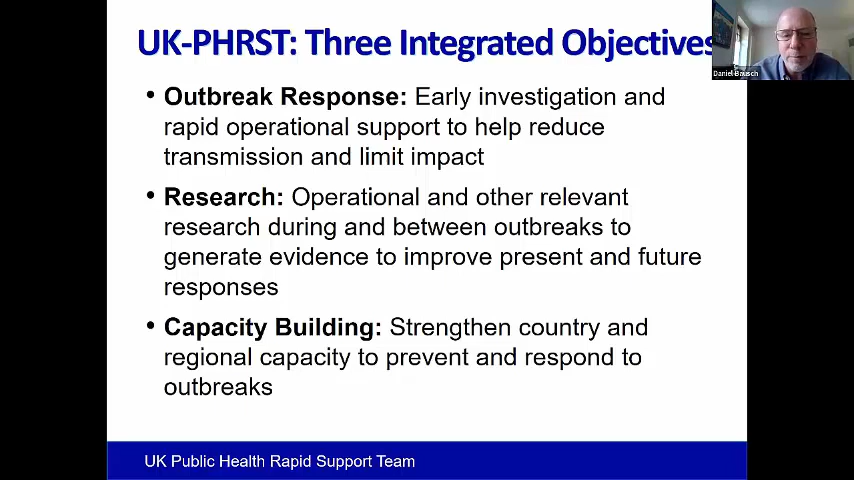 UK-PHRST: Three Integrated Objectives
Daniel Bausch
• Outbreak Response: Early investigation and
rapid operational support to help reduce
transmission and limit impact
• Research: Operational and other relevant
research during and between outbreaks to
generate evidence to improve present and future
responses
• Capacity Building: Strengthen country and
regional capacity to prevent and respond to
outbreaks
UK Public Health Rapid Support Team